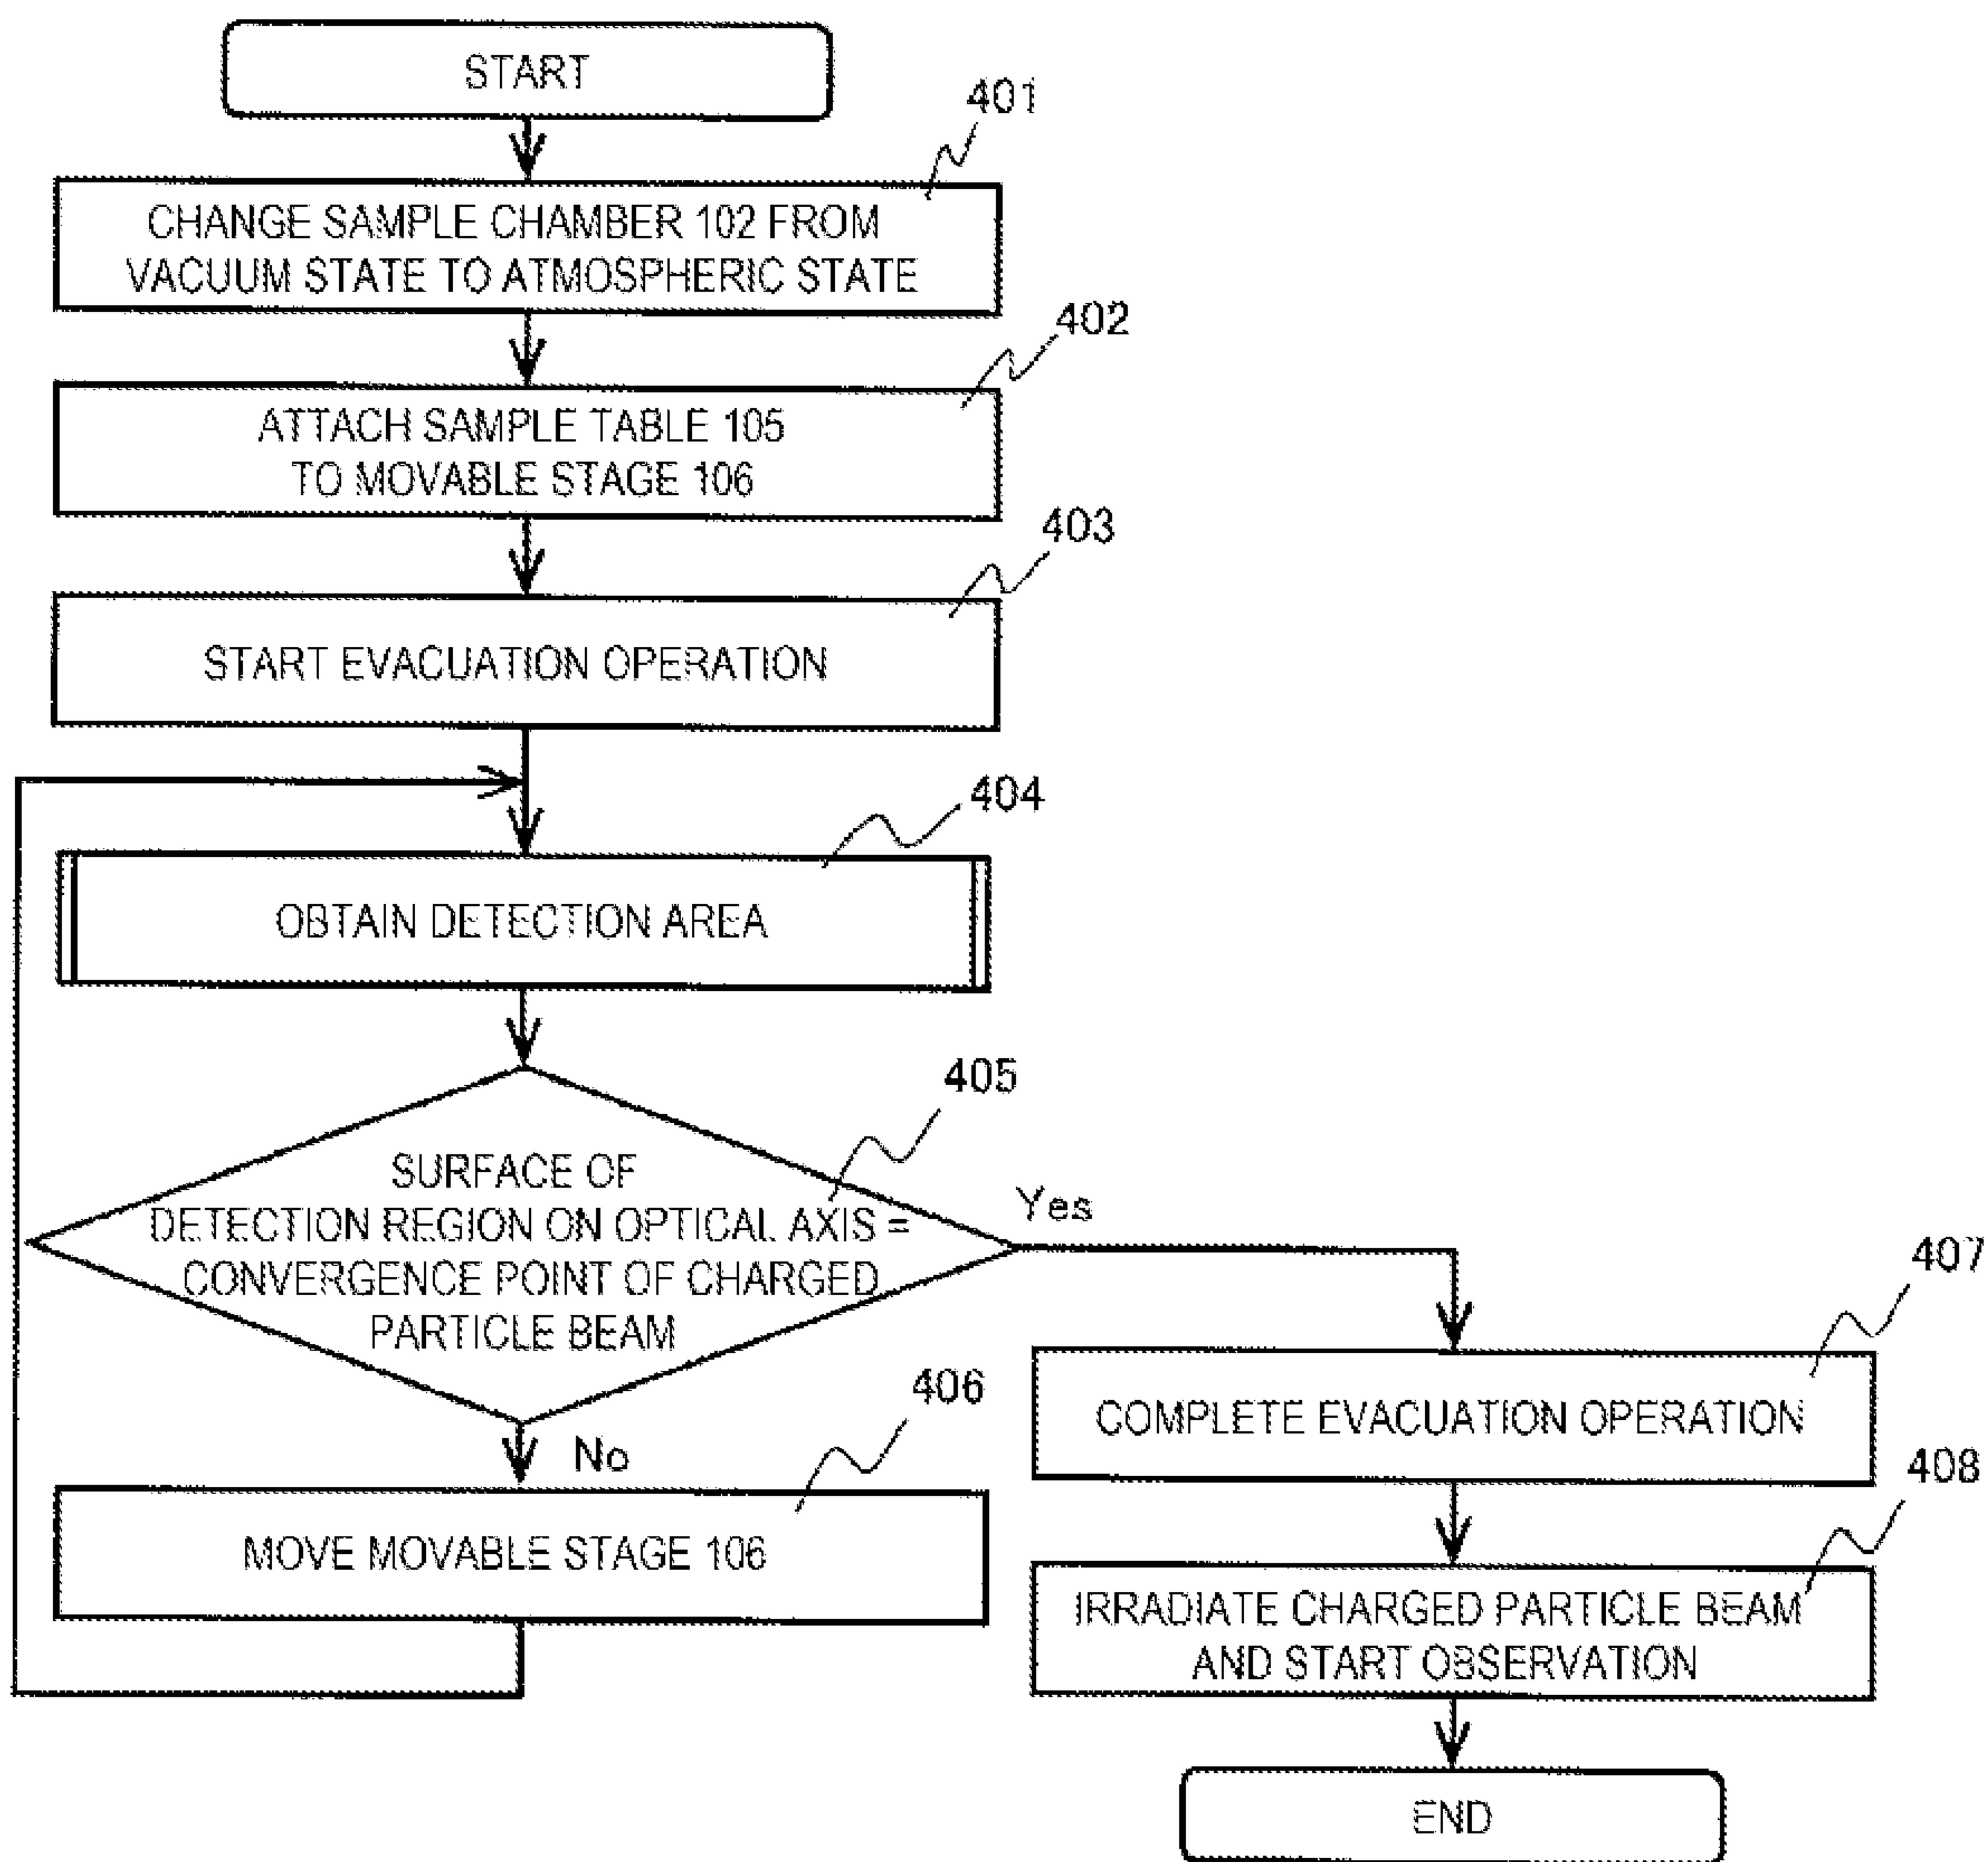 START
401
CHANGE SAMPLE CHAMBER 102 FROM
VACUUM STATE TO ATMOSPHERIC STATE
402
ATTACH SAMPLE TABLE 105
TO MOVABLE STAGE 106
403
START EVACUATION OPERATION
404
OBTAIN DETECTION AREA
405
SURFACE OF
DETECTION REGION ON OPTICAL AXIS =
CONVERGENCE POINT OF CHARGED
PARTICLE BEAM
Yes
No
406
MOVE MOVABLE STAGE 106
407
COMPLETE EVACUATION OPERATION
408
IRRADIATE CHARGED PARTICLE BEAM
AND START OBSERVATION
END